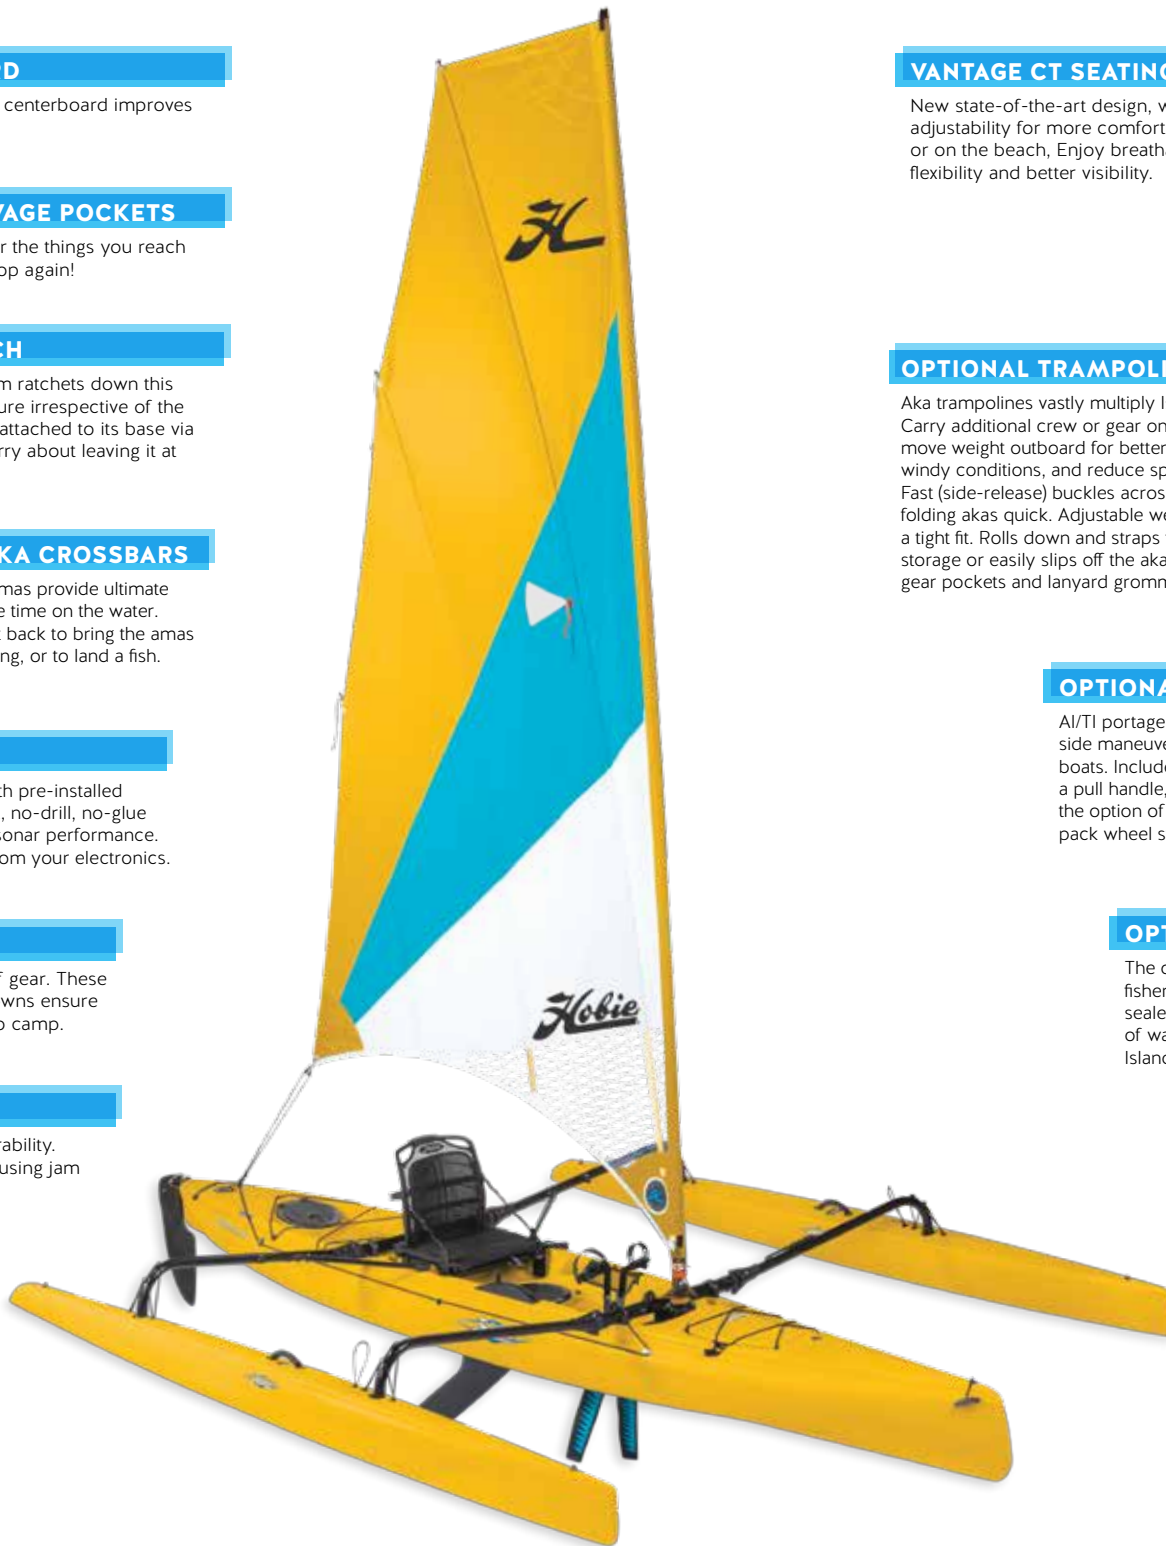 RD
centerboard improves
VAGE POCKETS
r the things you reach
op again!
CH
m ratchets down this
ure irrespective of the
attached to its base via
rry about leaving it at
KA CROSSBARS
mas provide ultimate
e time on the water.
t back to bring the amas
ng, or to land a fish.
th pre-installed
, no-drill, no-glue
sonar performance.
om your electronics.
f gear. These
wns ensure
o camp.
rability.
using jam
H
Hobie
VANTAGE CT SEATING
New state-of-the-art design, w
adjustability for more comfort
or on the beach, Enjoy breatha
flexibility and better visibility.
OPTIONAL TRAMPOLI
Aka trampolines vastly multiply l
Carry additional crew or gear on
move weight outboard for better
windy conditions, and reduce sp
Fast (side-release) buckles across
folding akas quick. Adjustable we
a tight fit. Rolls down and straps
storage or easily slips off the aka
gear pockets and lanyard gromm
OPTIONA
AI/TI portage
side maneuve
boats. Include
a pull handle,
the option of
pack wheel s
OPT
The
fisher
seale
of wa
Island